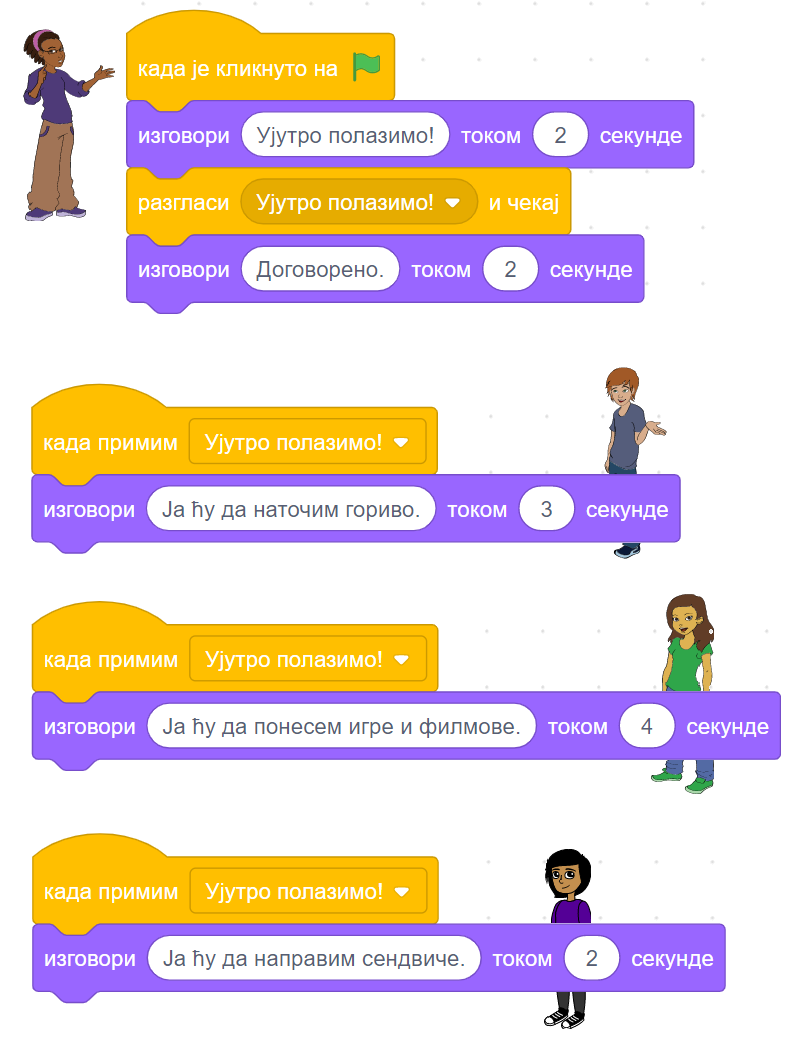 када је кликнуто на
изговори Ујутро полазимо! током 2 секунде
разгласи Ујутро полазимо! и чекај
изговори Договорено. током 2 секунде
када примим Ујутро полазимо!
изговори Ја ћу да наточим гориво. током 3 секунде
када примим Ујутро полазимо!
изговори Ја ћу да понесем игре и филмове. током 4 секунде
када примим Ујутро полазимо!
изговори Ја ћу да направим сендвиче. током 2 секунде